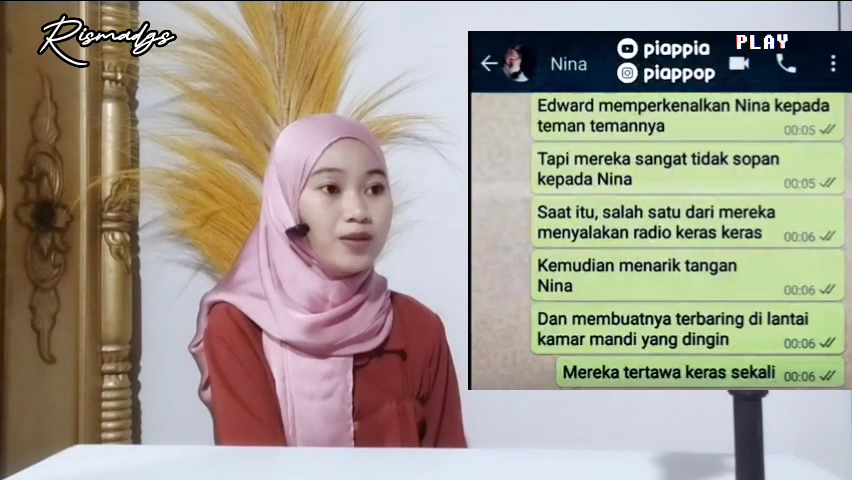 Rismadgs
piappia
PLAY
Nina
piappop
Edward memperkenalkan Nina kepada
teman temannya
00:05
Tapi mereka sangat tidak sopan
kepada Nina
00:05
Saat itu, salah satu dari mereka
menyalakan radio keras keras
00:06
Kemudian menarik tangan
Nina
00:06
Dan membuatnya terbaring di lantai
kamar mandi yang dingin
00:06
Mereka tertawa keras sekali
00:06